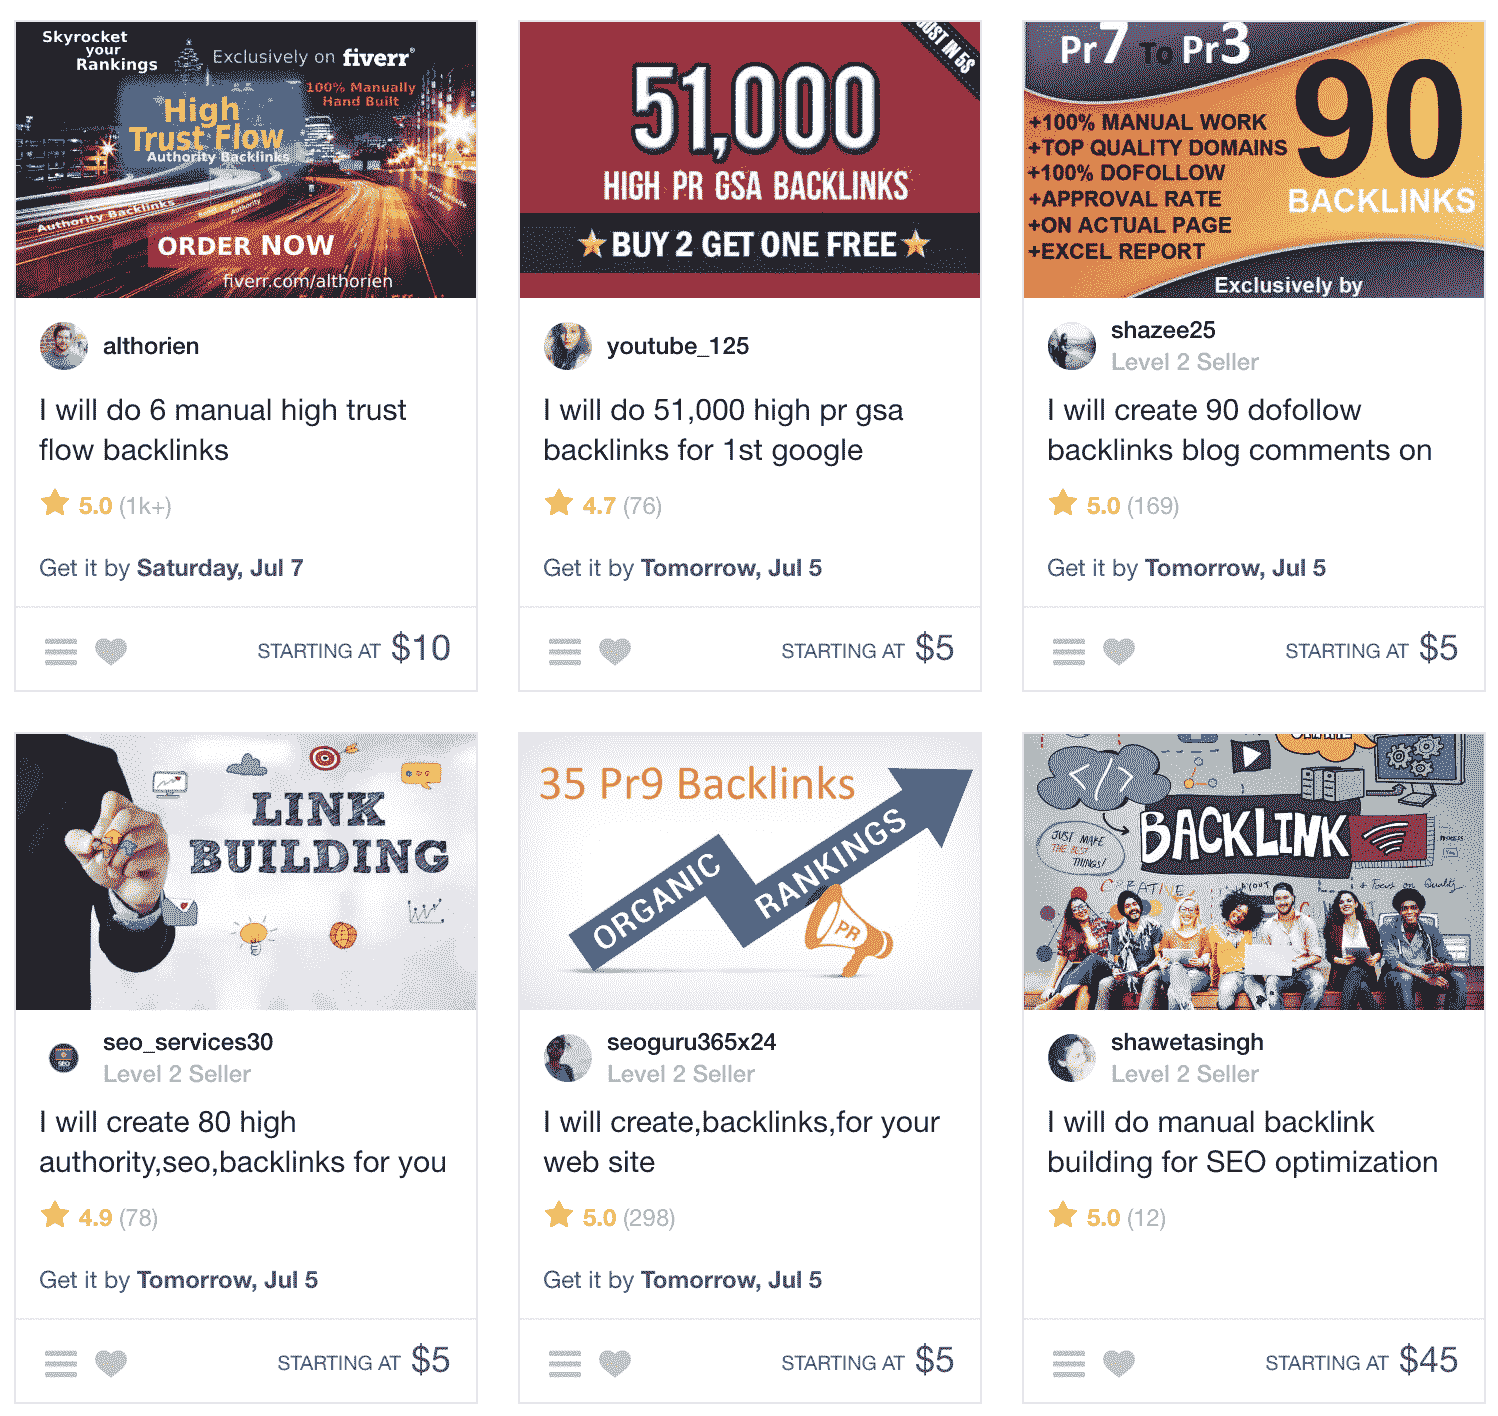 Skyrocket
your
Rankings
Exclusively on fiverr®
100% Manually
Hand Built
High
Trust Flow
Authority Backlinks
Authority Backlinks
Authority
ORDER NOW
fiverr.com/althorien
althorien
I will do 6 manual high trust
flow backlinks
5.0 (1k+)
Get it by Saturday, Jul 7
STARTING AT $10
JUST IN 5$
51,000
HIGH PR GSA BACKLINKS
BUY 2 GET ONE FREE
youtube_125
I will do 51,000 high pr gsa
backlinks for 1st google
4.7 (76)
Get it by Tomorrow, Jul 5
STARTING AT $5
Pr7 To Pr3
90
BACKLINKS
+100% MANUAL WORK
+TOP QUALITY DOMAINS
+100% DOFOLLOW
+APPROVAL RATE
+ON ACTUAL PAGE
+EXCEL REPORT
Exclusively by
shazee25
Level 2 Seller
I will create 90 dofollow
backlinks blog comments on
5.0 (169)
Get it by Tomorrow, Jul 5
STARTING AT $5
LINK
BUILDING
seo_services30
Level 2 Seller
I will create 80 high
authority,seo,backlinks for you
4.9 (78)
Get it by Tomorrow, Jul 5
STARTING AT $5
35 Pr9 Backlinks
ORGANIC
RANKINGS
PR
seoguru365x24
Level 2 Seller
I will create,backlinks,for your
web site
5.0 (298)
Get it by Tomorrow, Jul 5
STARTING AT $5
ONLINE
</>
BACKLINK
JUST MAKE
THE BEST
THINGS!
CREATIVE
LAYOUT
Focus on Quality
shawetasingh
Level 2 Seller
I will do manual backlink
building for SEO optimization
5.0 (12)
STARTING AT $45